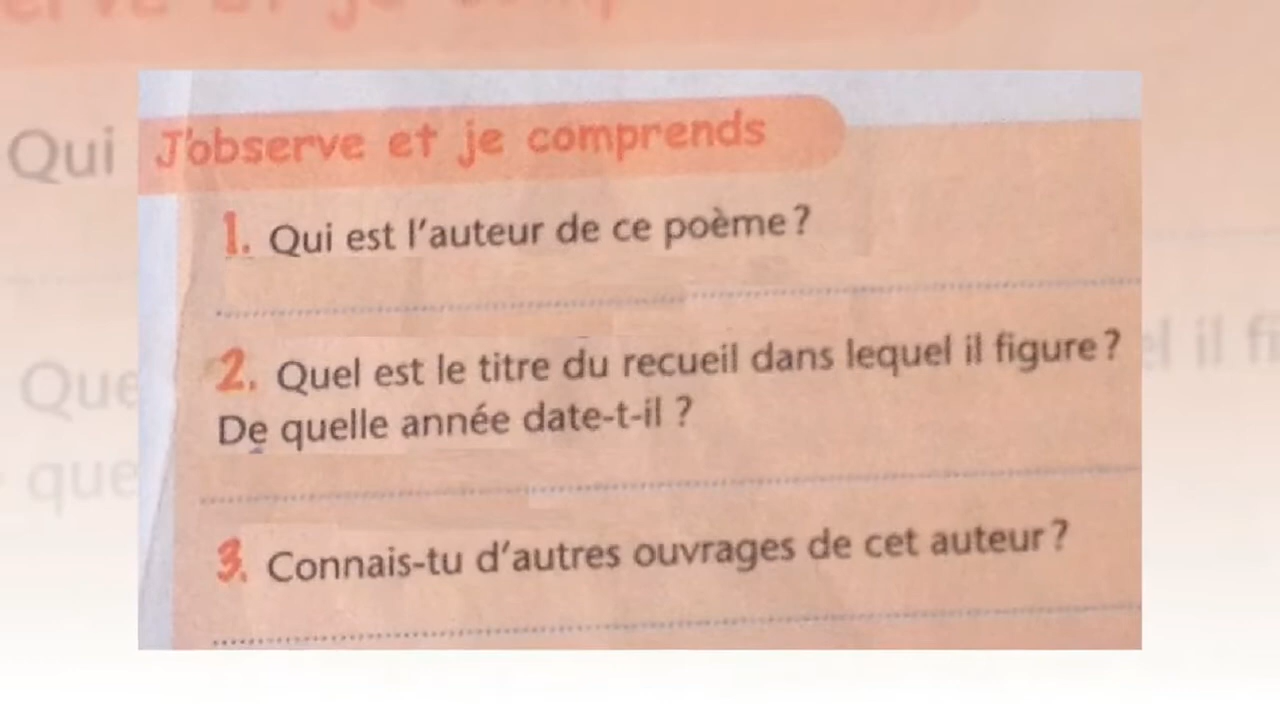 J'observe et je comprends
1. Qui est l'auteur de ce poème ?
2. Quel est le titre du recueil dans lequel il figure ?
De quelle année date-t-il ?
3. Connais-tu d'autres ouvrages de cet auteur ?